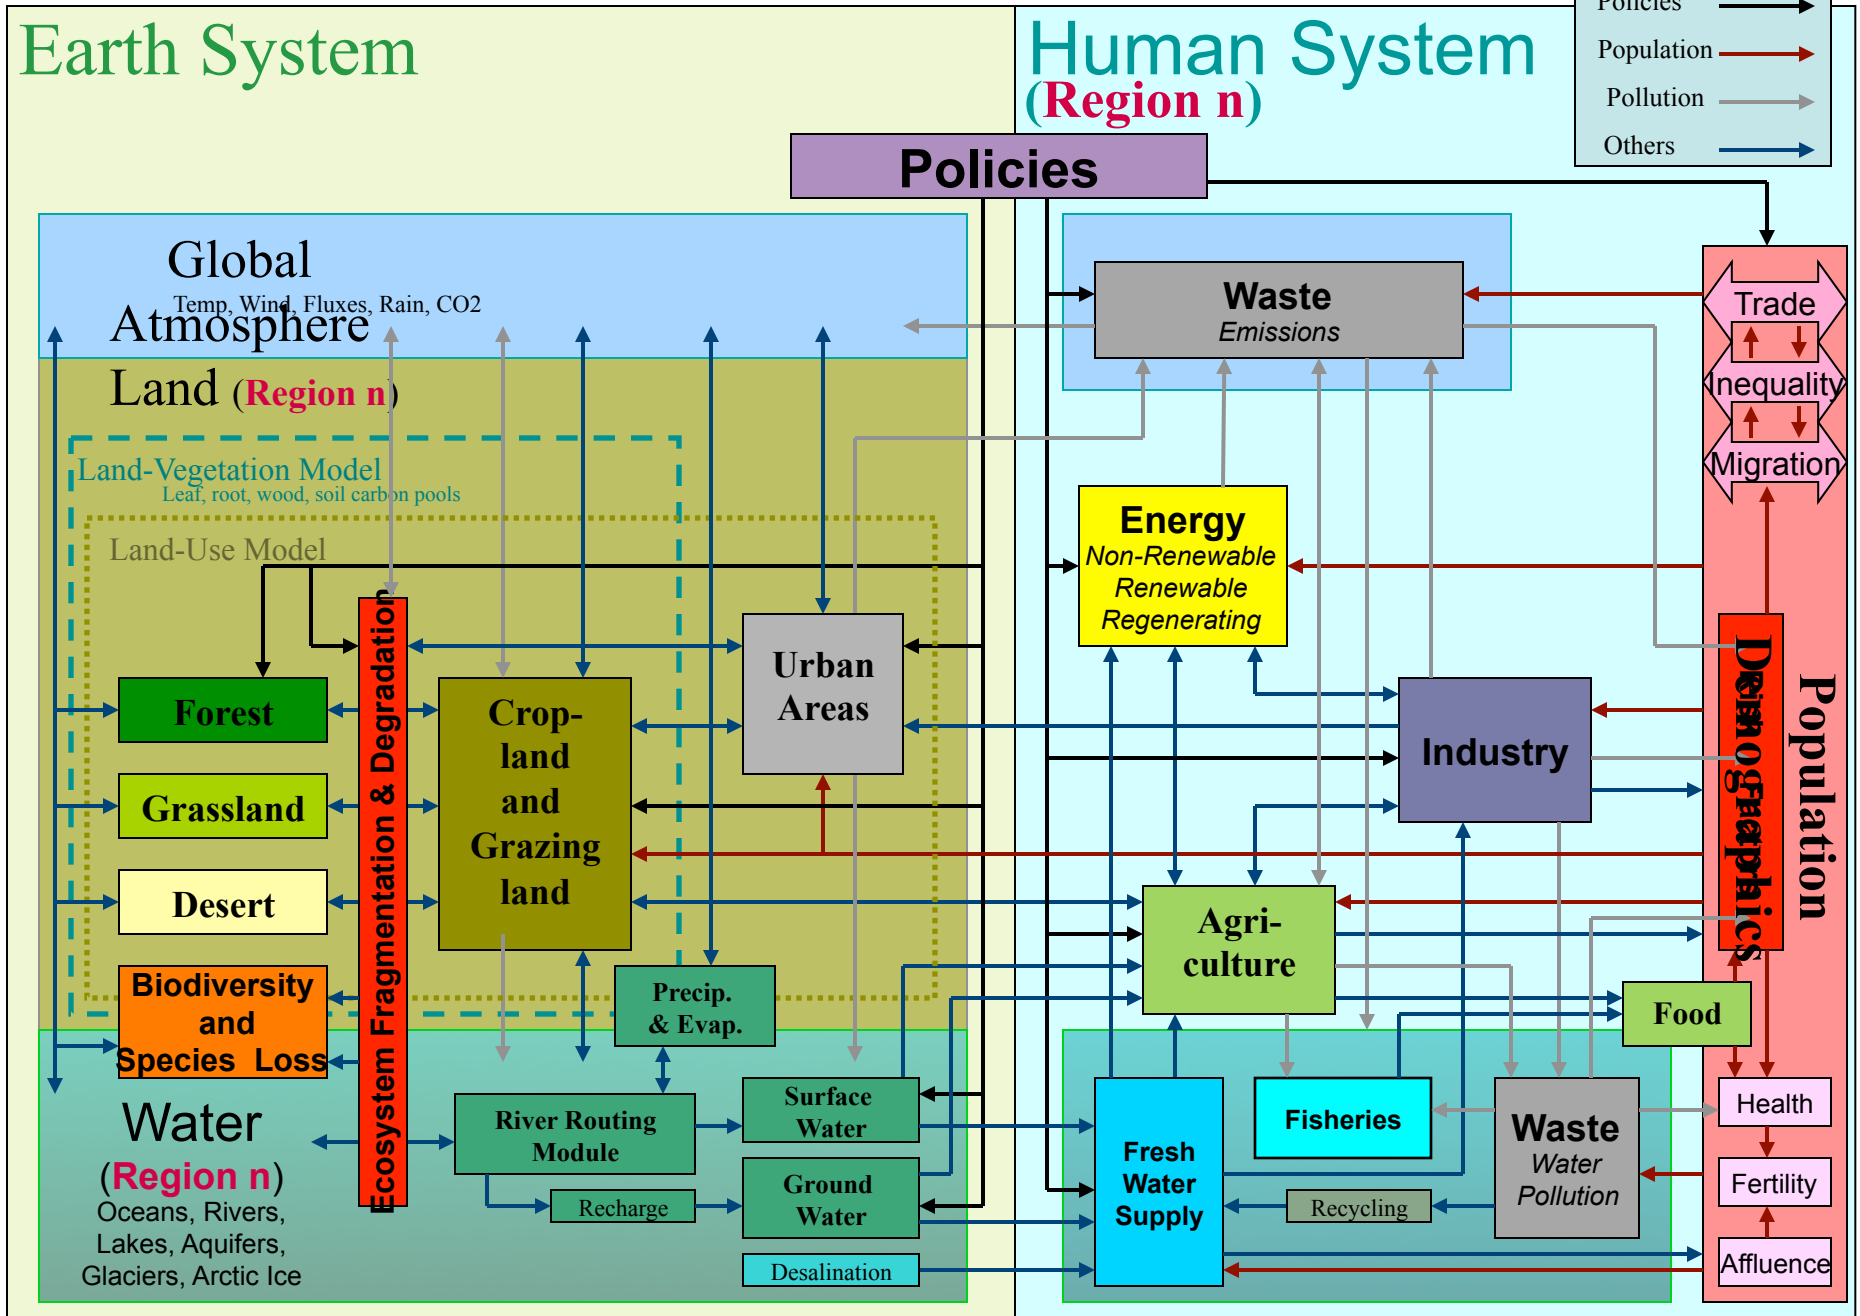 Earth System
Human System
(Region n)
Policies
Population
Pollution
Others
Policies
Global
Temp, Wind, Fluxes, Rain, CO2
Atmosphere
Land (Region n)
Land-Vegetation Model
Leaf, root, wood, soil carbon pools
Land-Use Model
Ecosystem Fragmentation & Degradation
Forest
Grassland
Desert
Biodiversity
and
Species Loss
Crop-
land
and
Grazing
land
Urban
Areas
Precip.
& Evap.
Water
(Region n)
Oceans, Rivers,
Lakes, Aquifers,
Glaciers, Arctic Ice
River Routing
Module
Recharge
Surface
Water
Ground
Water
Desalination
Waste
Emissions
Energy
Non-Renewable
Renewable
Regenerating
Industry
Agri-
culture
Fresh
Water
Supply
Fisheries
Recycling
Waste
Water
Pollution
Food
Trade
Inequality
Migration
Population
Demographics
Health
Fertility
Affluence